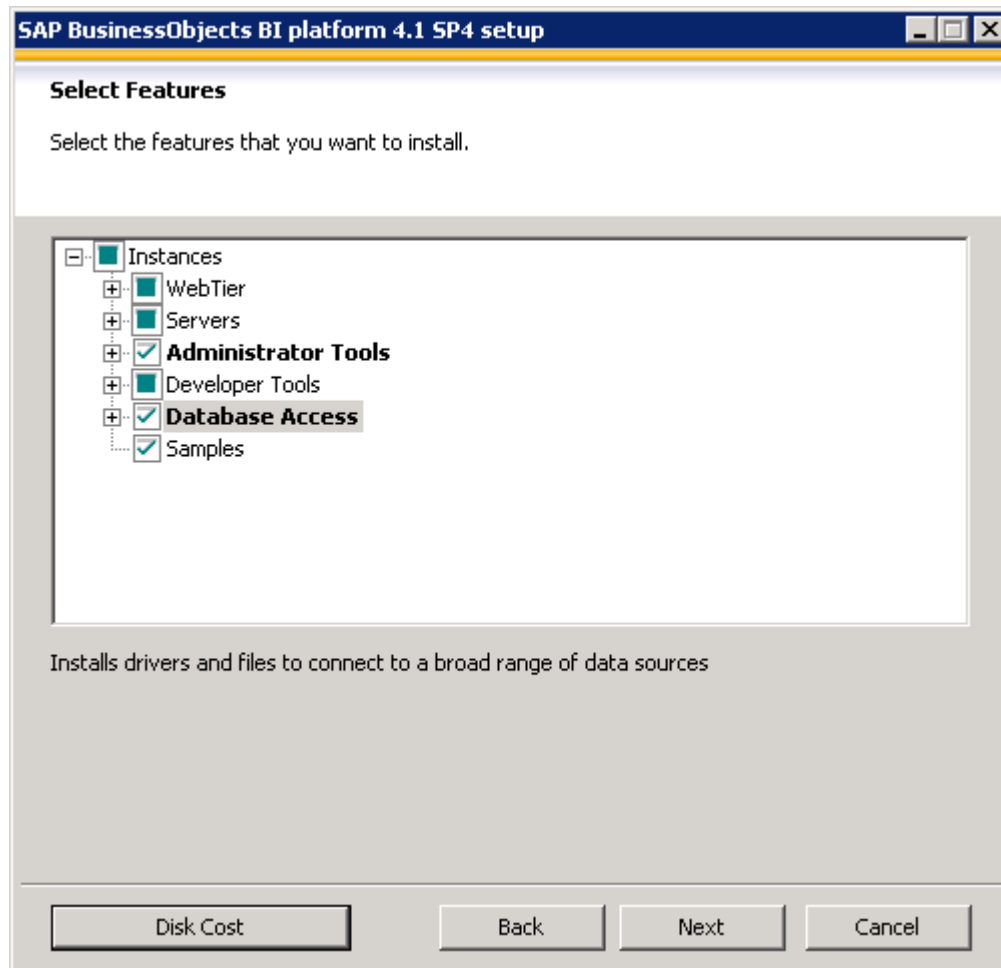 SAP BusinessObjects BI platform 4.1 SP4 setup
Select Features
Select the features that you want to install.
Instances
WebTier
Servers
Administrator Tools
Developer Tools
Database Access
Samples
Installs drivers and files to connect to a broad range of data sources
Disk Cost Back Next Cancel